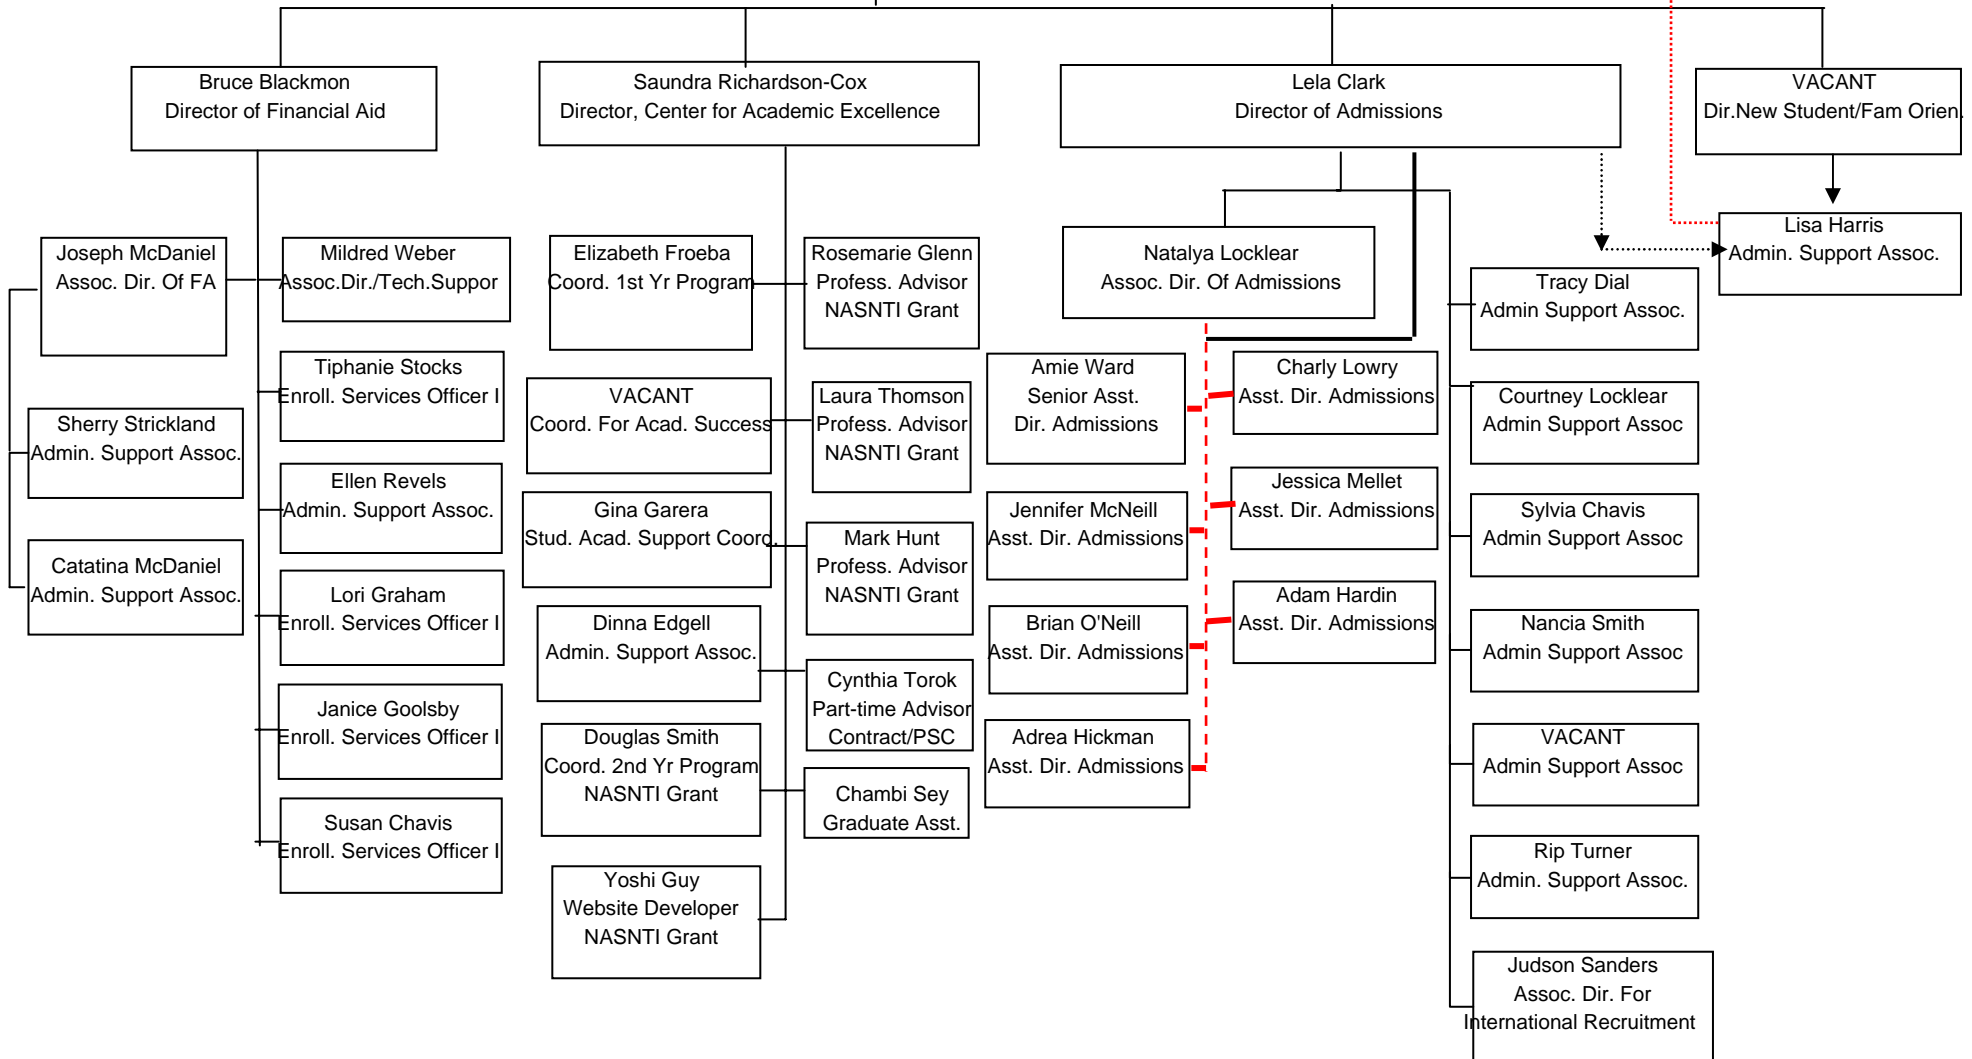 Bruce Blackmon
Director of Financial Aid
Saundra Richardson-Cox
Director, Center for Academic Excellence
Lela Clark
Director of Admissions
VACANT
Dir.New Student/Fam Orien.
Joseph McDaniel
Assoc. Dir. Of FA
Sherry Strickland
Admin. Support Assoc.
Catatina McDaniel
Admin. Support Assoc.
Mildred Weber
Assoc.Dir./Tech.Suppor
Tiphanie Stocks
Enroll. Services Officer I
Ellen Revels
Admin. Support Assoc.
Lori Graham
Enroll. Services Officer I
Janice Goolsby
Enroll. Services Officer I
Susan Chavis
Enroll. Services Officer I
Elizabeth Froeba
Coord. 1st Yr Program
VACANT
Coord. For Acad. Success
Gina Garera
Stud. Acad. Support Coord.
Dinna Edgell
Admin. Support Assoc.
Douglas Smith
Coord. 2nd Yr Program
NASNTI Grant
Yoshi Guy
Website Developer
NASNTI Grant
Rosemarie Glenn
Profess. Advisor
NASNTI Grant
Laura Thomson
Profess. Advisor
NASNTI Grant
Mark Hunt
Profess. Advisor
NASNTI Grant
Cynthia Torok
Part-time Advisor
Contract/PSC
Chambi Sey
Graduate Asst.
Natalya Locklear
Assoc. Dir. Of Admissions
Amie Ward
Senior Asst.
Dir. Admissions
Jennifer McNeill
Asst. Dir. Admissions
Brian O'Neill
Asst. Dir. Admissions
Adrea Hickman
Asst. Dir. Admissions
Charly Lowry
Asst. Dir. Admissions
Jessica Mellet
Asst. Dir. Admissions
Adam Hardin
Asst. Dir. Admissions
Tracy Dial
Admin Support Assoc.
Courtney Locklear
Admin Support Assoc
Sylvia Chavis
Admin Support Assoc
Nancia Smith
Admin Support Assoc
VACANT
Admin Support Assoc
Rip Turner
Admin. Support Assoc.
Judson Sanders
Assoc. Dir. For
International Recruitment
Lisa Harris
Admin. Support Assoc.